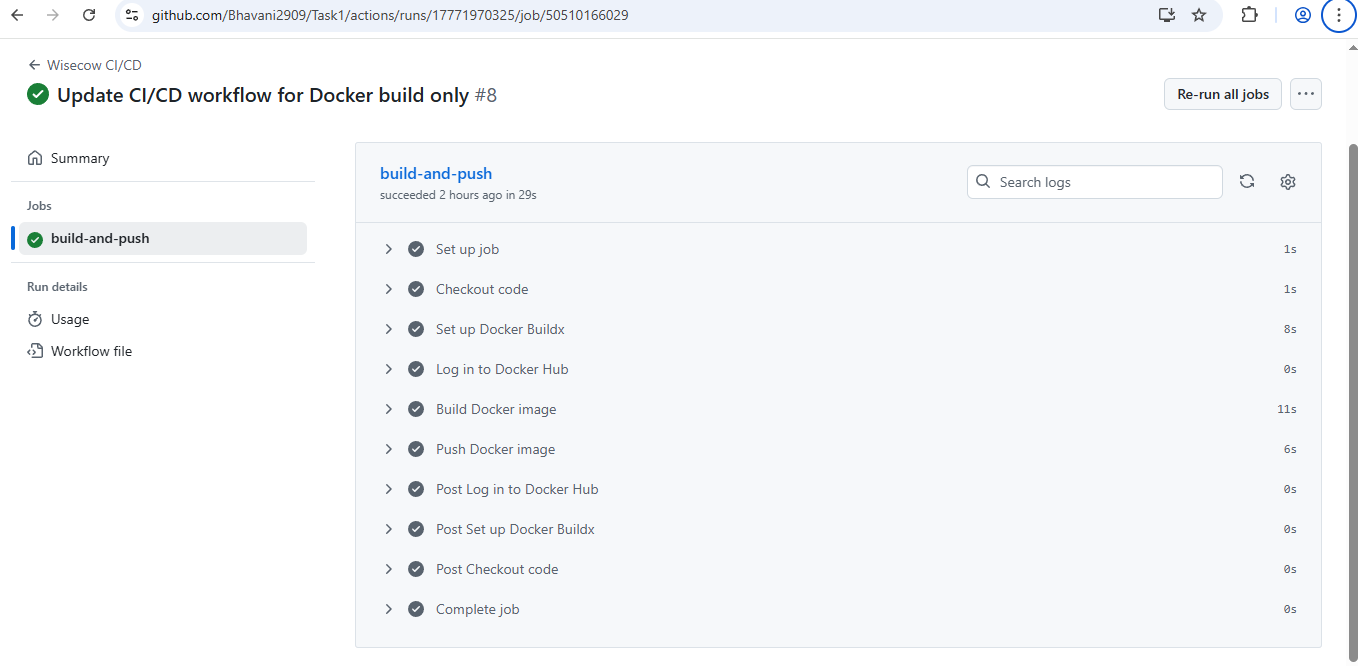 github.com/Bhavani2909/Task1/actions/runs/17771970325/job/50510166029
Wisecow CI/CD
Update CI/CD workflow for Docker build only #8
Re-run all jobs
Summary
Jobs
build-and-push
Run details
Usage
Workflow file
build-and-push
succeeded 2 hours ago in 29s
Search logs
Set up job 1s
Checkout code 1s
Set up Docker Buildx 8s
Log in to Docker Hub 0s
Build Docker image 11s
Push Docker image 6s
Post Log in to Docker Hub 0s
Post Set up Docker Buildx 0s
Post Checkout code 0s
Complete job 0s